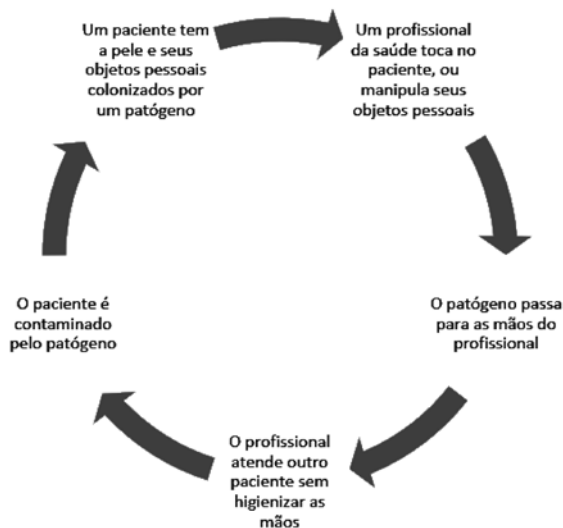 Um paciente tem
a pele e seus
objetos pessoais
colonizados por
um patógeno
Um profissional
da saúde toca no
paciente, ou
manipula seus
objetos pessoais
O patógeno passa
para as mãos do
profissional
O profissional
atende outro
paciente sem
higienizar as
mãos
O paciente é
contaminado
pelo patógeno